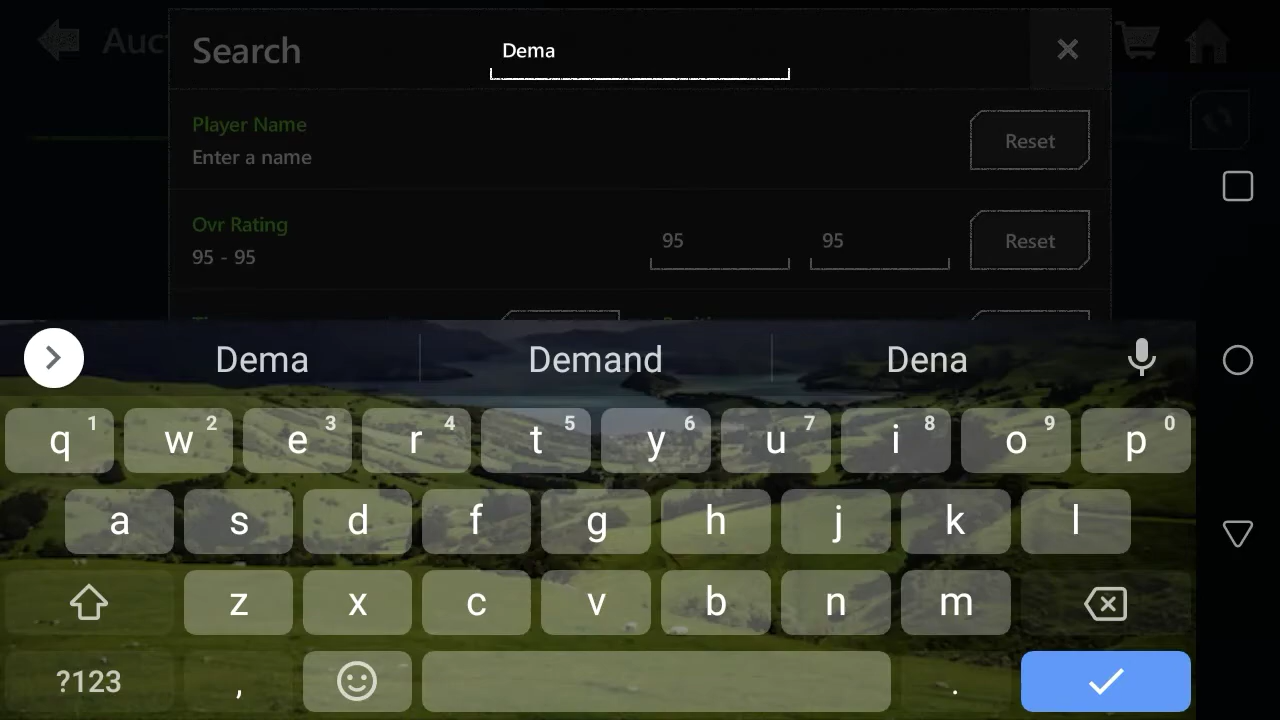 Auc
Search
Dema
Player Name
Enter a name
Reset
Ovr Rating
95 - 95
95
95
Reset
Dema
Demand
Dena
q 1 w 2 e 3 r 4 t 5 y 6 u 7 i 8 o 9 p 0
a s d f g h j k l
z x c v b n m
?123 , .